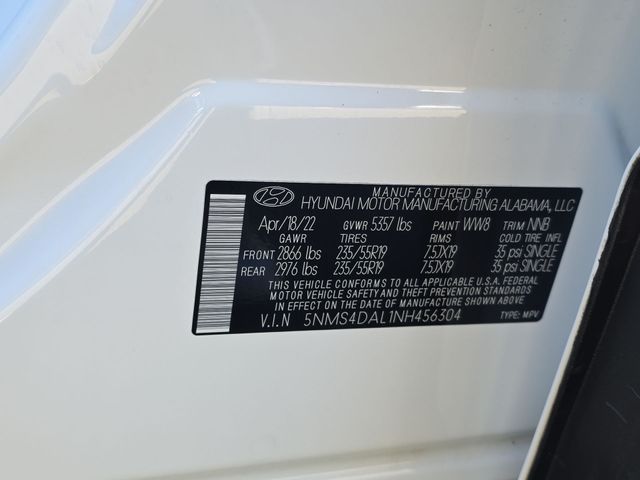 MANUFACTURED BY
HYUNDAI MOTOR MANUFACTURING ALABAMA, LLC
Apr/18/22 GVWR 5357 lbs PAINT WW8 TRIM NNB
GAWR TIRES RIMS COLD TIRE INFL
FRONT 2866 lbs 235/55R19 7.5JX19 35 psi SINGLE
REAR 2976 lbs 235/55R19 7.5JX19 35 psi SINGLE
THIS VEHICLE CONFORMS TO ALL APPLICABLE U.S.A. FEDERAL
MOTOR VEHICLE SAFETY, BUMPER, AND THEFT PREVENTION
STANDARDS IN EFFECT ON THE DATE OF MANUFACTURE SHOWN ABOVE.
V.I.N 5NMS4DAL1NH456304 TYPE: MPV